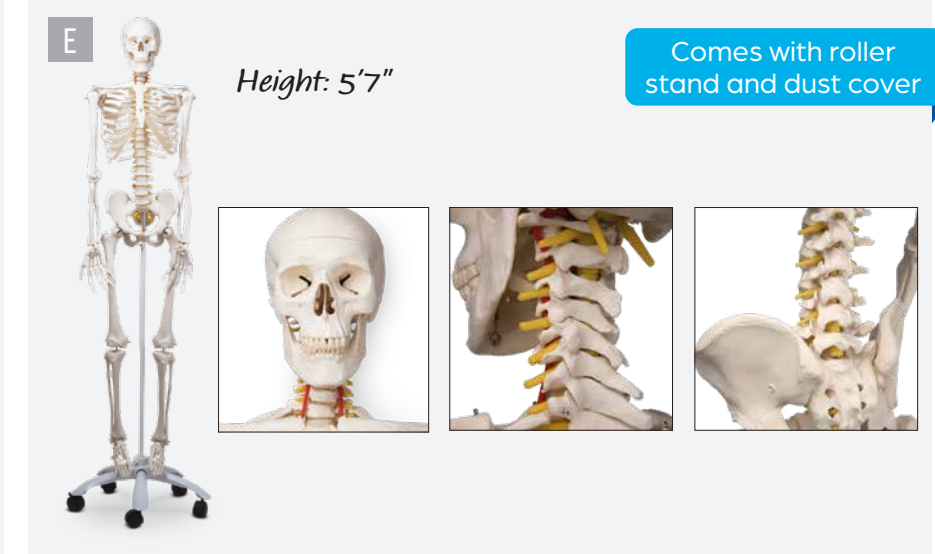 E
Height: 5'7"
Comes with roller
stand and dust cover